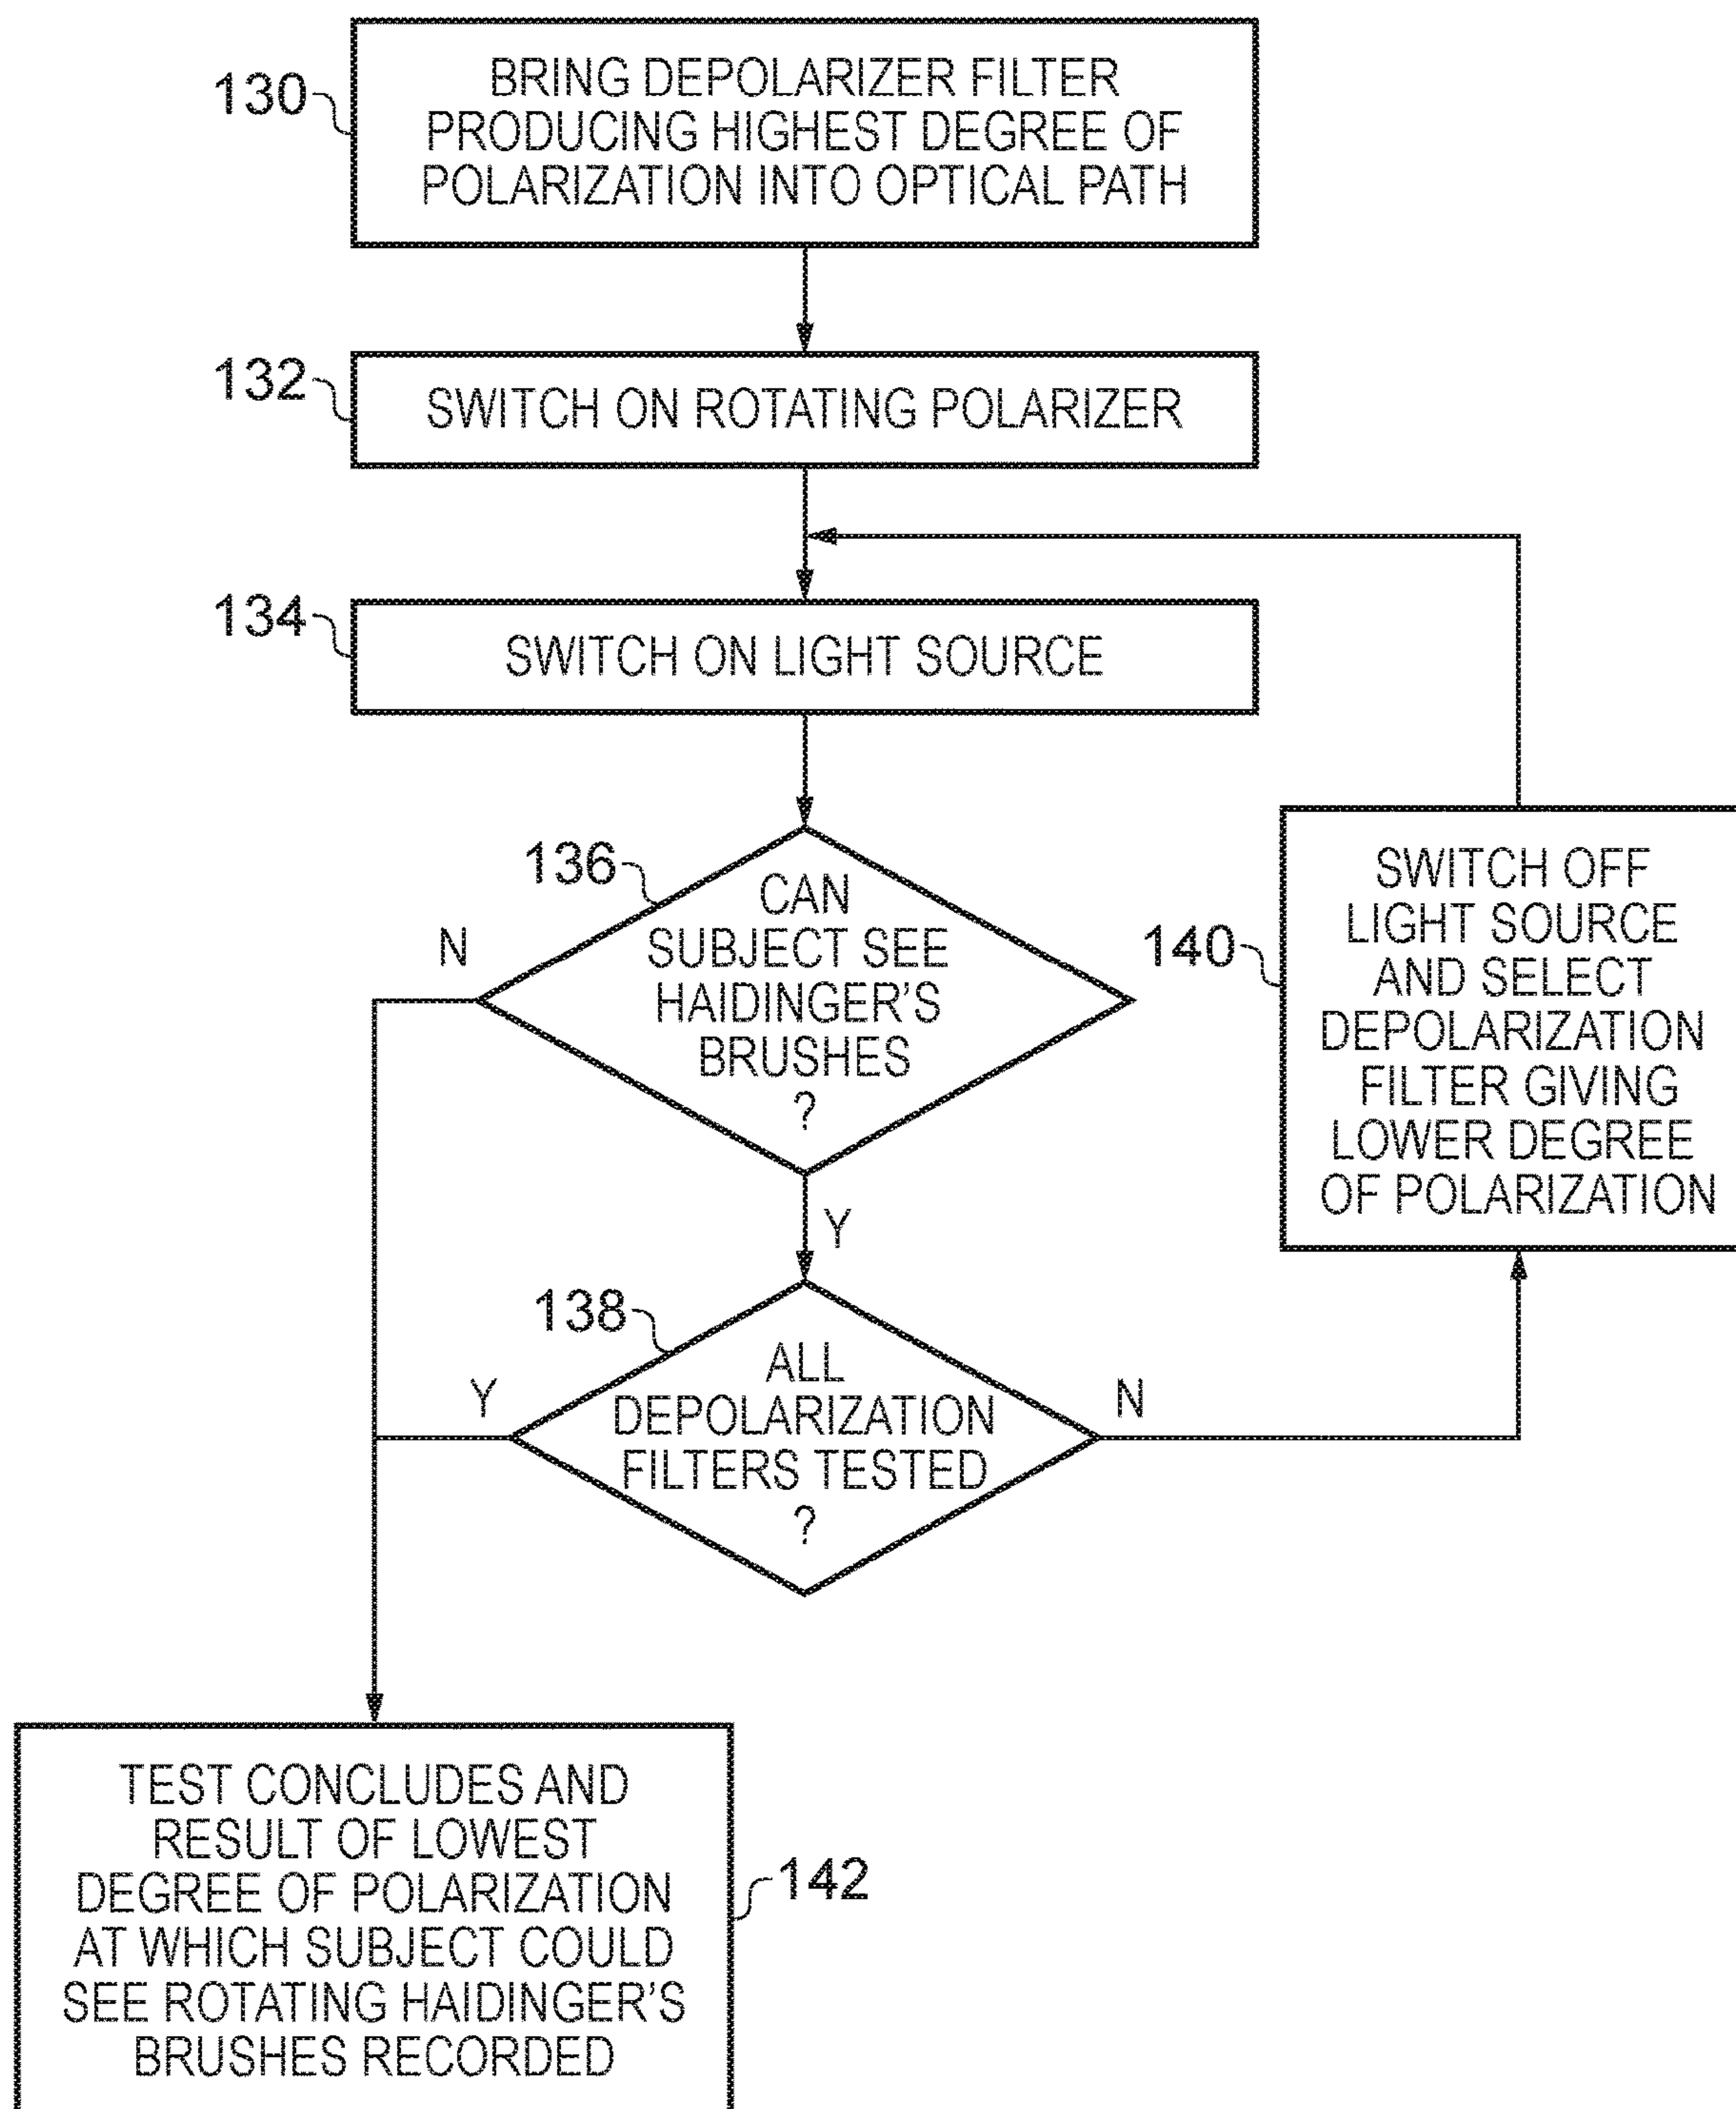 130
BRING DEPOLARIZER FILTER
PRODUCING HIGHEST DEGREE OF
POLARIZATION INTO OPTICAL PATH
132
SWITCH ON ROTATING POLARIZER
134
SWITCH ON LIGHT SOURCE
136
CAN
SUBJECT SEE
HAIDINGER'S
BRUSHES
?
N
Y
140
SWITCH OFF
LIGHT SOURCE
AND SELECT
DEPOLARIZATION
FILTER GIVING
LOWER DEGREE
OF POLARIZATION
138
ALL
DEPOLARIZATION
FILTERS TESTED
?
Y
N
TEST CONCLUDES AND
RESULT OF LOWEST
DEGREE OF POLARIZATION
AT WHICH SUBJECT COULD
SEE ROTATING HAIDINGER'S
BRUSHES RECORDED
142